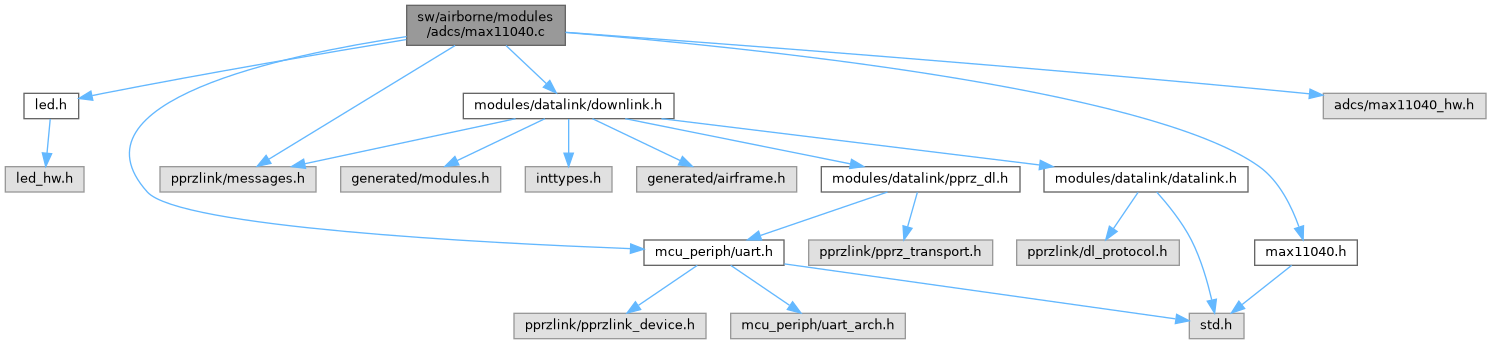 sw/airborne/modules
/adcs/max11040.c
led.h
modules/datalink/downlink.h
adcs/max11040_hw.h
led_hw.h
pprzlink/messages.h
generated/modules.h
inttypes.h
generated/airframe.h
modules/datalink/pprz_dl.h
modules/datalink/datalink.h
mcu_periph/uart.h
pprzlink/pprz_transport.h
pprzlink/dl_protocol.h
max11040.h
pprzlink/pprzlink_device.h
mcu_periph/uart_arch.h
std.h